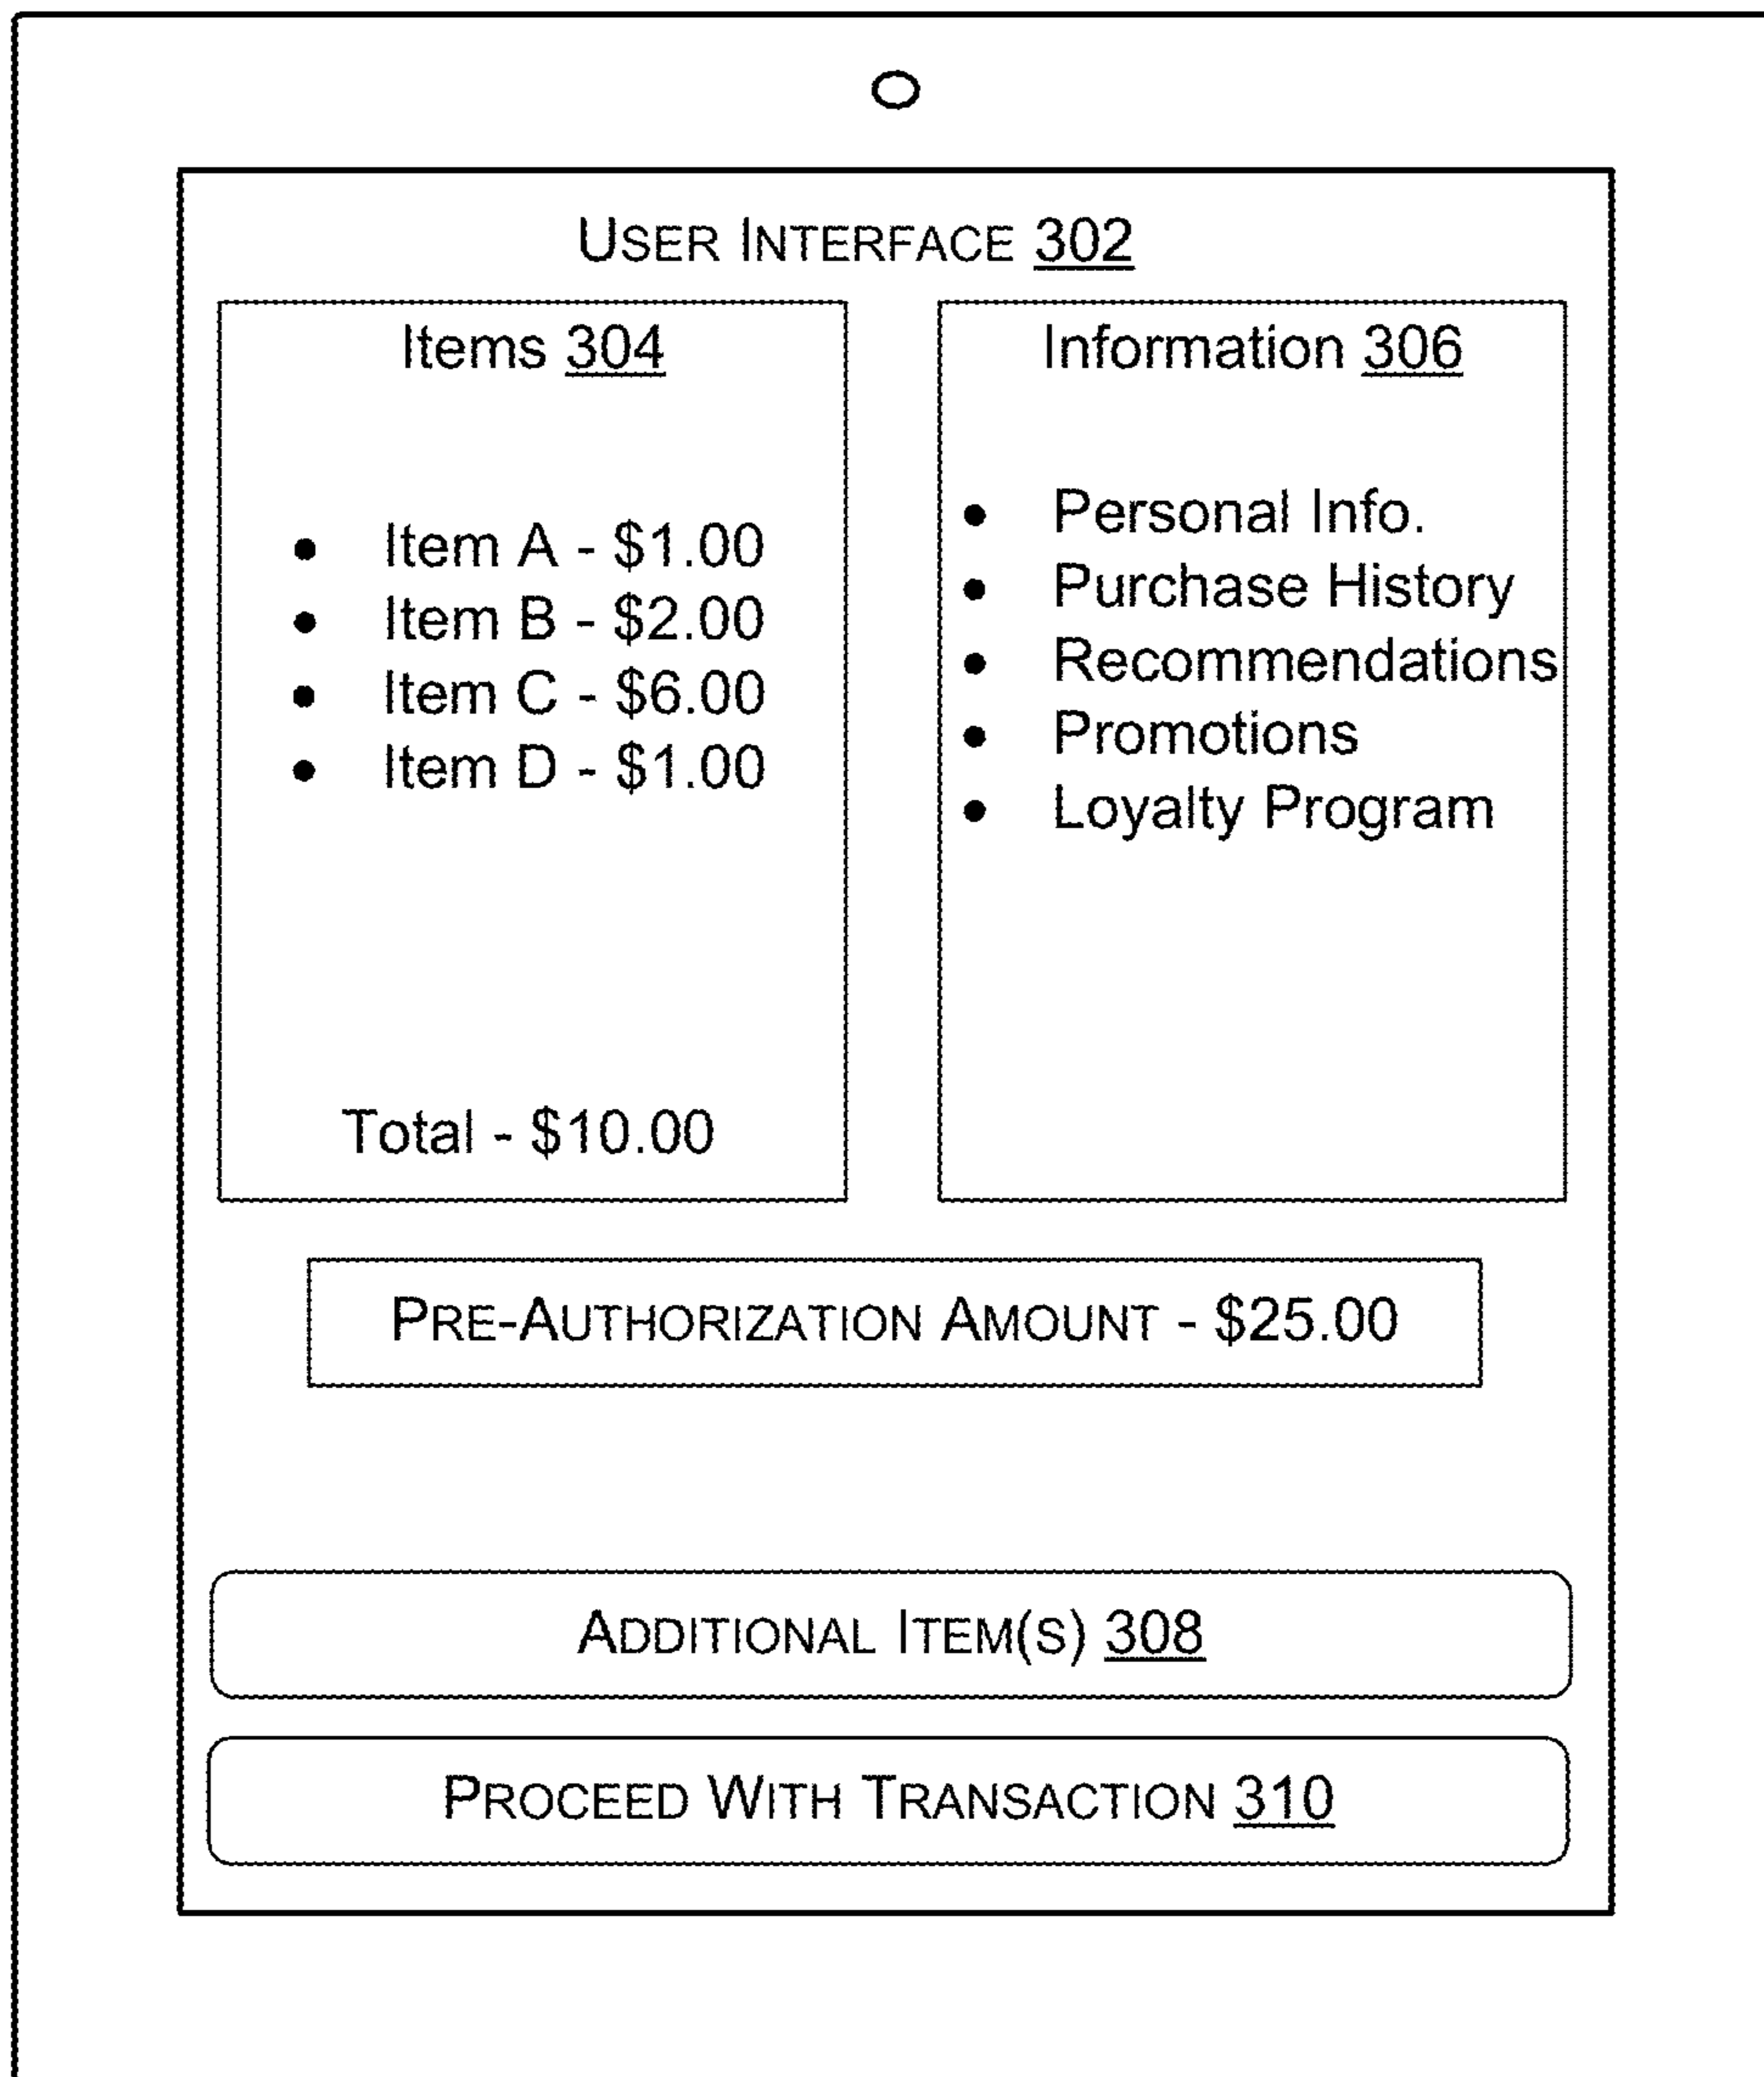 USER INTERFACE 302
Items 304
• Item A - $1.00
• Item B - $2.00
• Item C - $6.00
• Item D - $1.00
Total - $10.00
Information 306
• Personal Info.
• Purchase History
• Recommendations
• Promotions
• Loyalty Program
PRE-AUTHORIZATION AMOUNT - $25.00
ADDITIONAL ITEM(S) 308
PROCEED WITH TRANSACTION 310